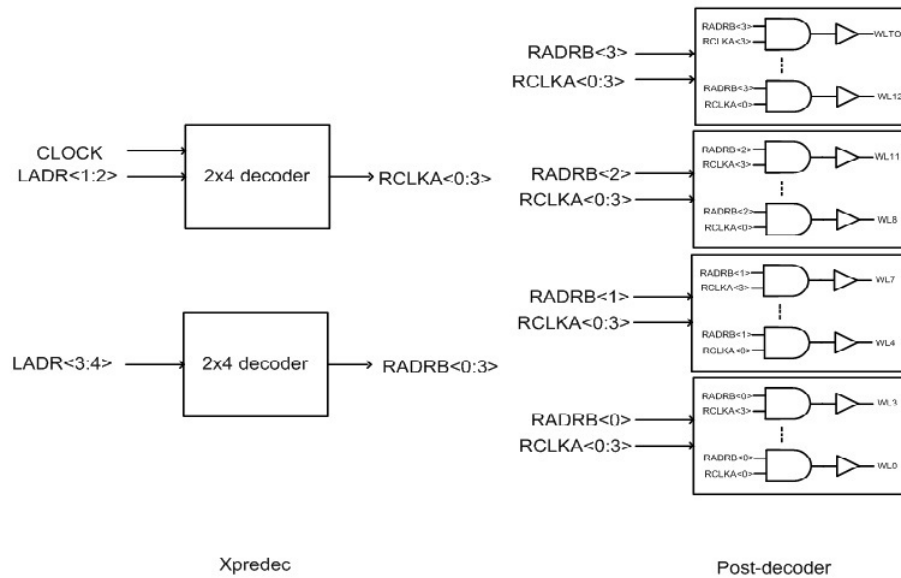 RADRB<3>
RCLKA<0:3>
RADRB<3>
RCLKA<3>
WLTO
RADRB<3>
RCLKA<0>
WL12
CLOCK
LADR<1:2>
2x4 decoder
RCLKA<0:3>
RADRB<2>
RCLKA<0:3>
RADRB<2>
RCLKA<3>
WL11
RADRB<2>
RCLKA<0>
WL8
LADR<3:4>
2x4 decoder
RADRB<0:3>
RADRB<1>
RCLKA<0:3>
RADRB<1>
RCLKA<3>
WL7
RADRB<1>
RCLKA<0>
WL4
RADRB<0>
RCLKA<0:3>
RADRB<0>
RCLKA<3>
WL3
RADRB<0>
RCLKA<0>
WL0
Xpredec
Post-decoder